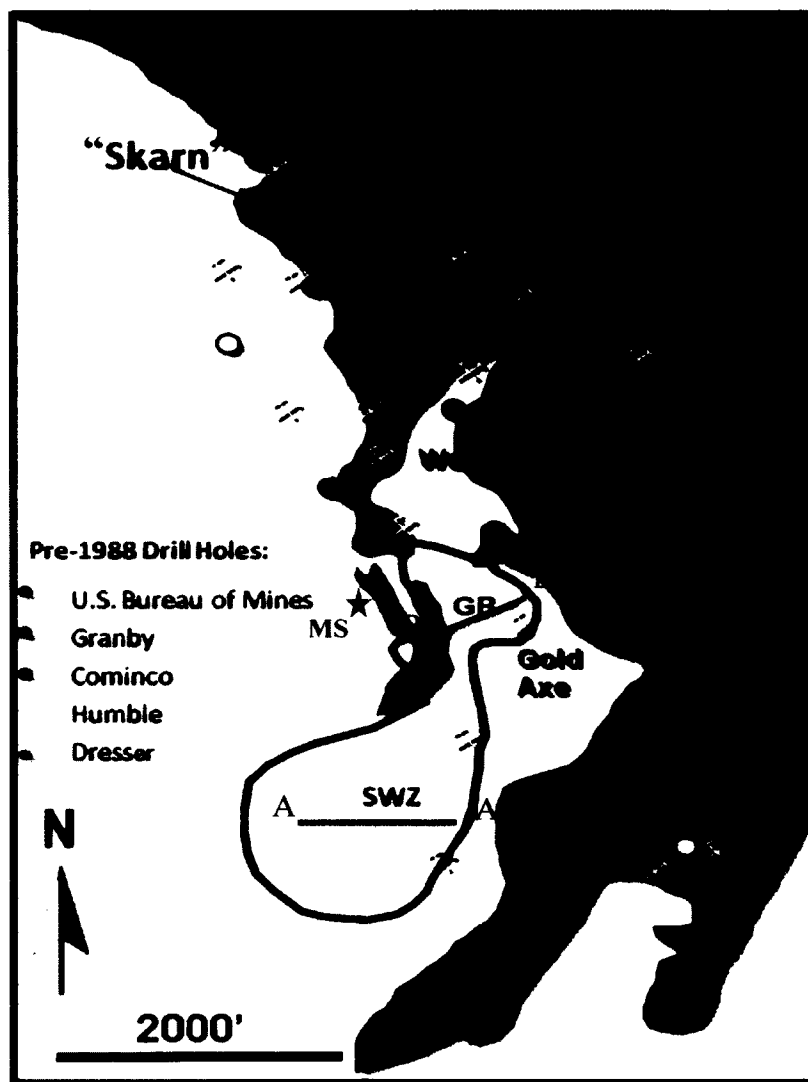 “Skarn”
Pre-1988 Drill Holes:
U.S. Bureau of Mines
Granby
Cominco
Humble
Dresser
MS
GB
Gold
Axe
SWZ
A
A
N
2000'